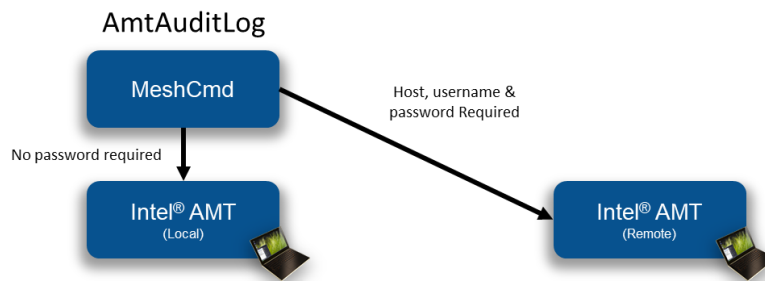 AmtAuditLog
MeshCmd
Host, username &
password Required
No password required
Intel® AMT
(Local)
Intel® AMT
(Remote)